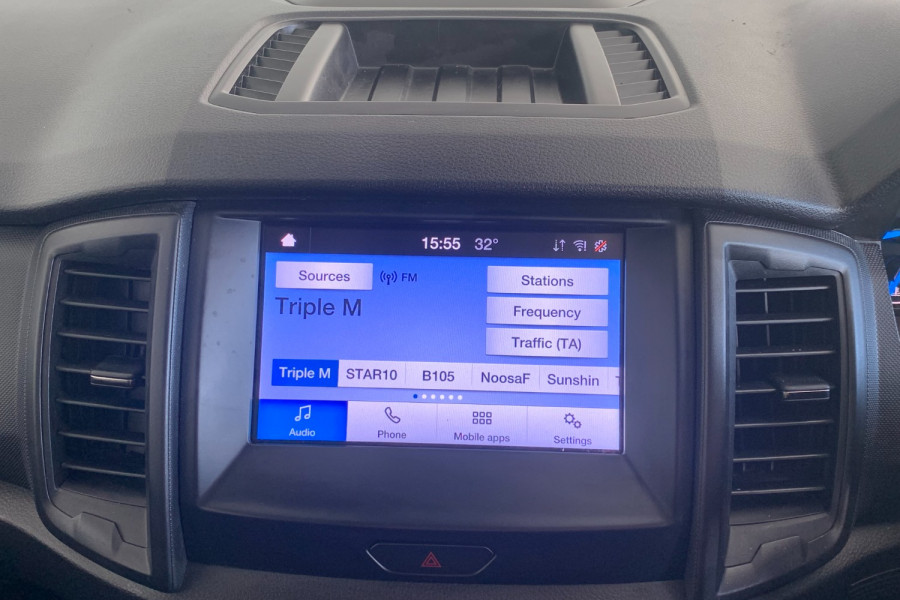 15:55 32°
Sources FM Stations
Triple M Frequency
Traffic (TA)
Triple M STAR10 B105 NoosaF Sunshin
Audio Phone Mobile apps Settings